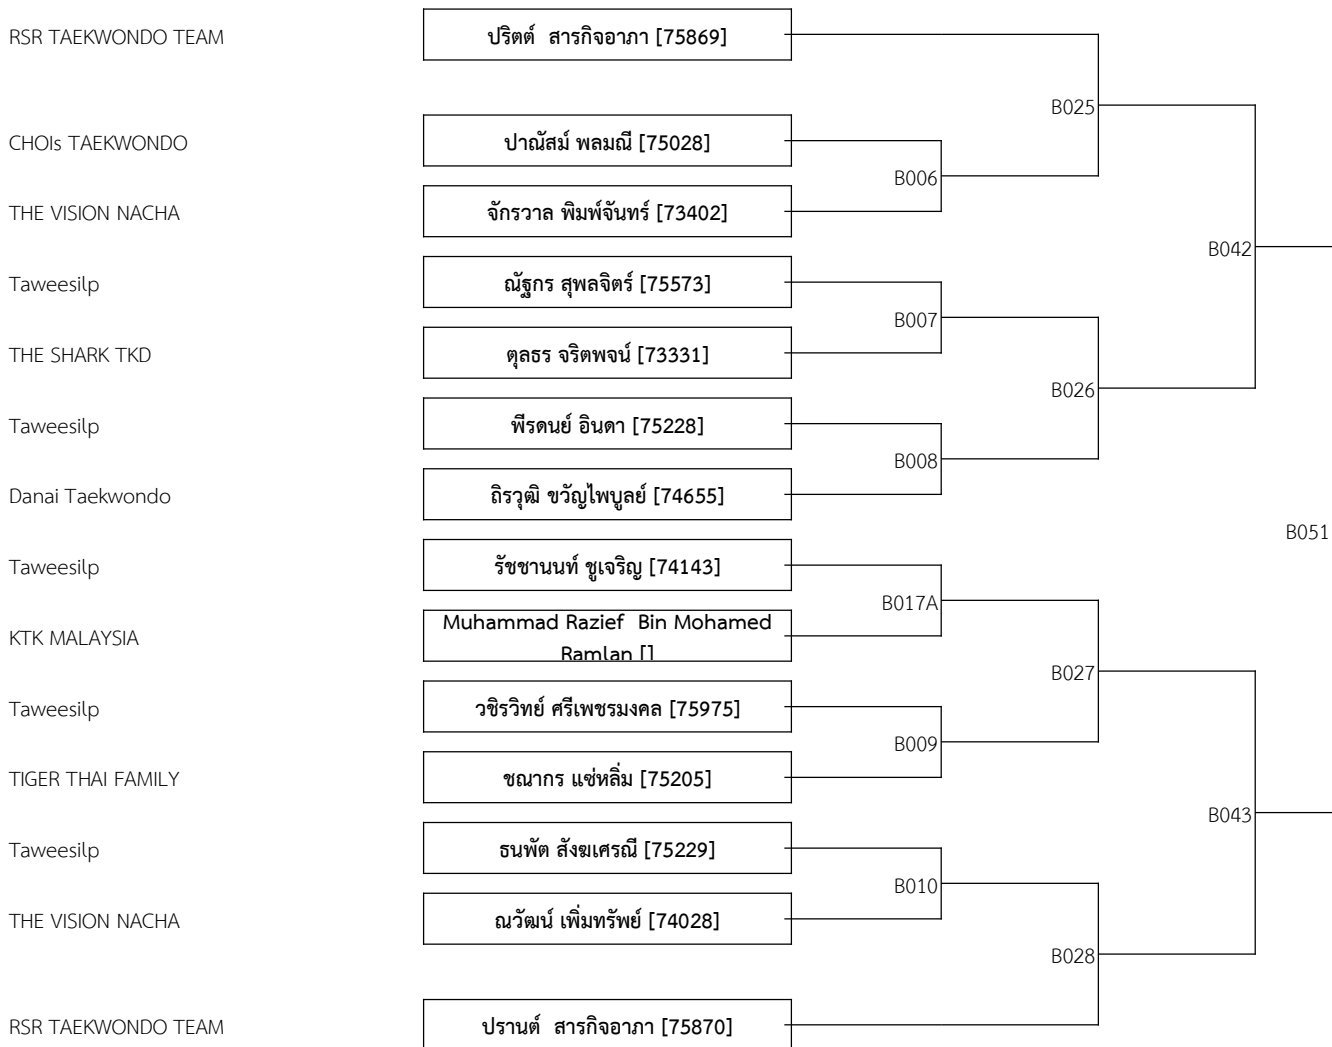 RSR TAEKWONDO TEAM
ปริตต์  สารกิจอาภา [75869]
B025
CHOIs TAEKWONDO
ปาณัสม์ พลมณี [75028]
B006
THE VISION NACHA
จักรวาล พิมพ์จันทร์ [73402]
B042
Taweesilp
ณัฐกร สุพลจิตร์ [75573]
B007
THE SHARK TKD
ตุลธร จริตพจน์ [73331]
B026
Taweesilp
พีรดนย์ อินดา [75228]
B008
Danai Taekwondo
ถิรวุฒิ ขวัญไพบูลย์ [74655]
B051
Taweesilp
รัชชานนท์ ชูเจริญ [74143]
B017A
KTK MALAYSIA
Muhammad Razief  Bin Mohamed
Ramlan []
B027
Taweesilp
วชิรวิทย์ ศรีเพชรมงคล [75975]
B009
TIGER THAI FAMILY
ชณากร แซ่หลิ่ม [75205]
B043
Taweesilp
ธนพัต สังฆเศรณี [75229]
B010
THE VISION NACHA
ณวัฒน์ เพิ่มทรัพย์ [74028]
B028
RSR TAEKWONDO TEAM
ปรานต์  สารกิจอาภา [75870]